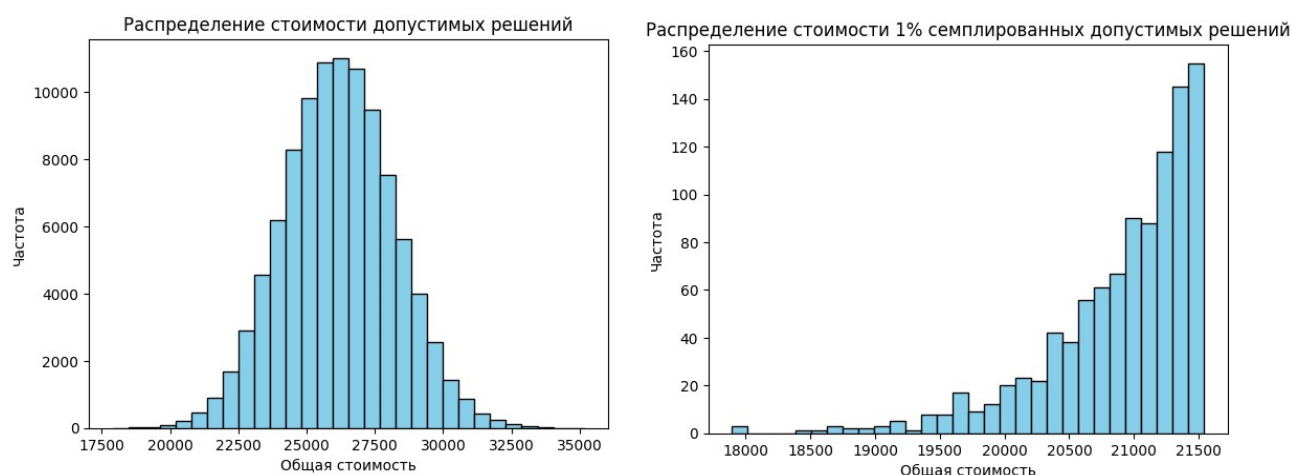 Распределение стоимости допустимых решений
Частота
10000
8000
6000
4000
2000
0
17500 20000 22500 25000 27500 30000 32500 35000
Общая стоимость
Распределение стоимости 1% семплированных допустимых решений
Частота
160
140
120
100
80
60
40
20
0
18000 18500 19000 19500 20000 20500 21000 21500
Общая стоимость